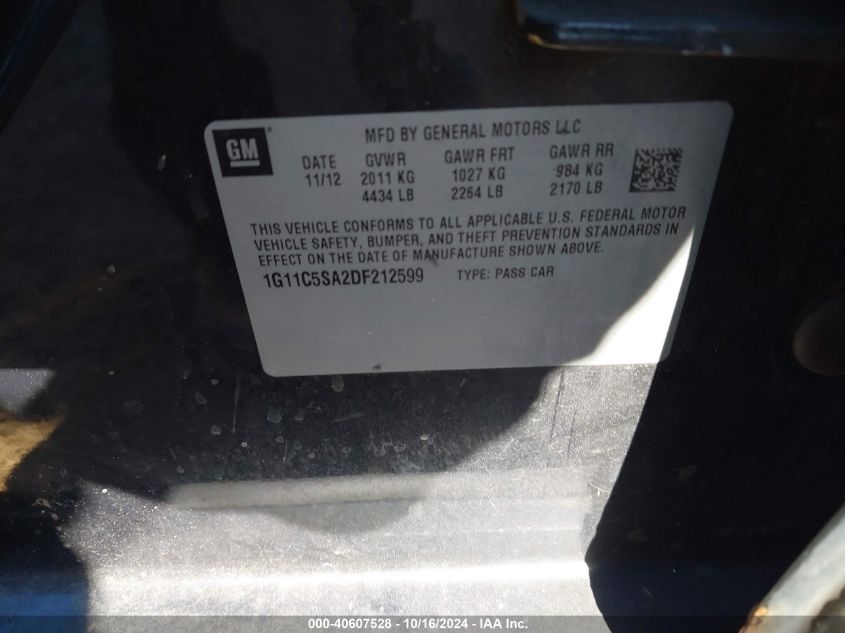 GM
MFD BY GENERAL MOTORS LLC
DATE GVWR GAWR FRT GAWR RR
11/12 2011 KG 1027 KG 984 KG
4434 LB 2264 LB 2170 LB
THIS VEHICLE CONFORMS TO ALL APPLICABLE U.S. FEDERAL MOTOR
VEHICLE SAFETY, BUMPER, AND THEFT PREVENTION STANDARDS IN
EFFECT ON THE DATE OF MANUFACTURE SHOWN ABOVE.
1G11C5SA2DF212599 TYPE: PASS CAR
000-40607528 - 10/16/2024 - IAA Inc.